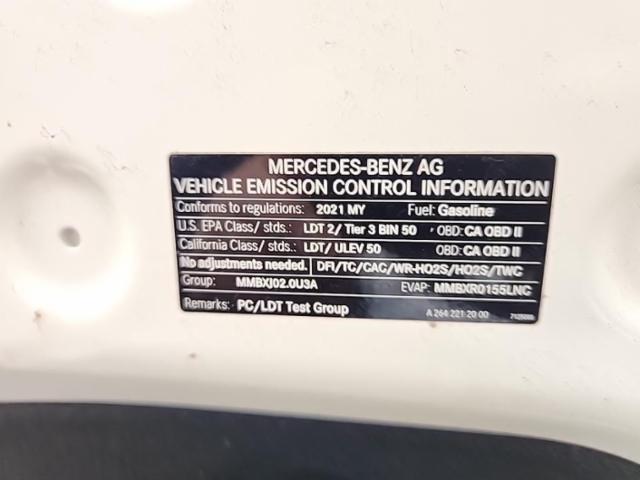 MERCEDES-BENZ AG
VEHICLE EMISSION CONTROL INFORMATION
Conforms to regulations: 2021 MY Fuel: Gasoline
U.S. EPA Class/ stds.: LDT 2/ Tier 3 BIN 50 OBD: CA OBD II
California Class/ stds.: LDT/ ULEV 50 OBD: CA OBD II
No adjustments needed. DFI/TC/CAC/WR-HO2S/HO2S/TWC
Group: MMBXJ02.0U3A EVAP: MMBXR0155LNC
Remarks: PC/LDT Test Group A 264 221 20 00